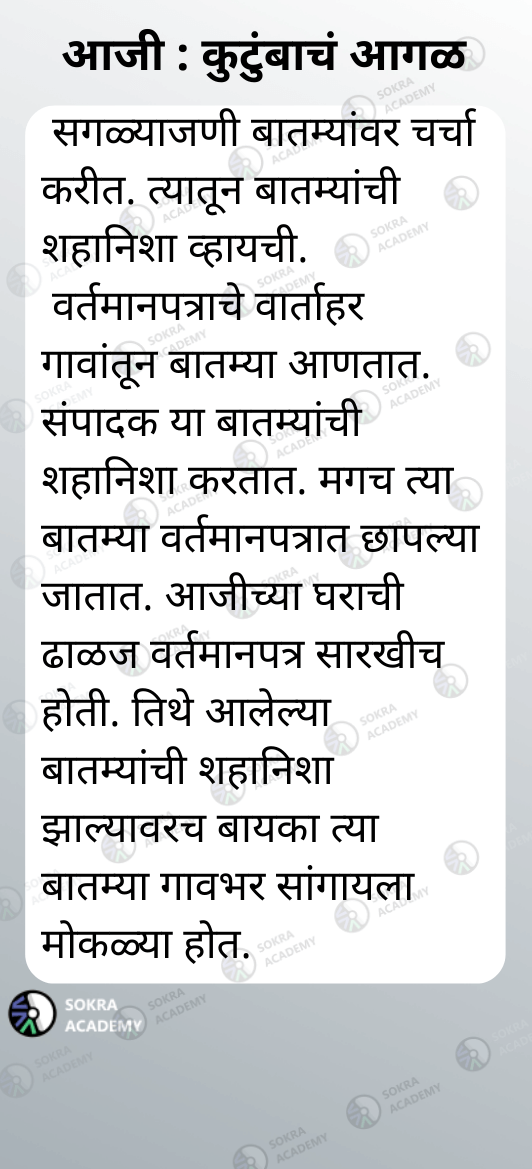 आजी : कुटुंबाचं आगळ
सगळ्याजणी बातम्यांवर चर्चा
करीत. त्यातून बातम्यांची
शहानिशा व्हायची.
वर्तमानपत्राचे वार्ताहर
गावांतून बातम्या आणतात.
संपादक या बातम्यांची
शहानिशा करतात. मगच त्या
बातम्या वर्तमानपत्रात छापल्या
जातात. आजीच्या घराची
ढाळज वर्तमानपत्र सारखीच
होती. तिथे आलेल्या
बातम्यांची शहानिशा
झाल्यावरच बायका त्या
बातम्या गावभर सांगायला
मोकळ्या होत.
SOKRA
ACADEMY